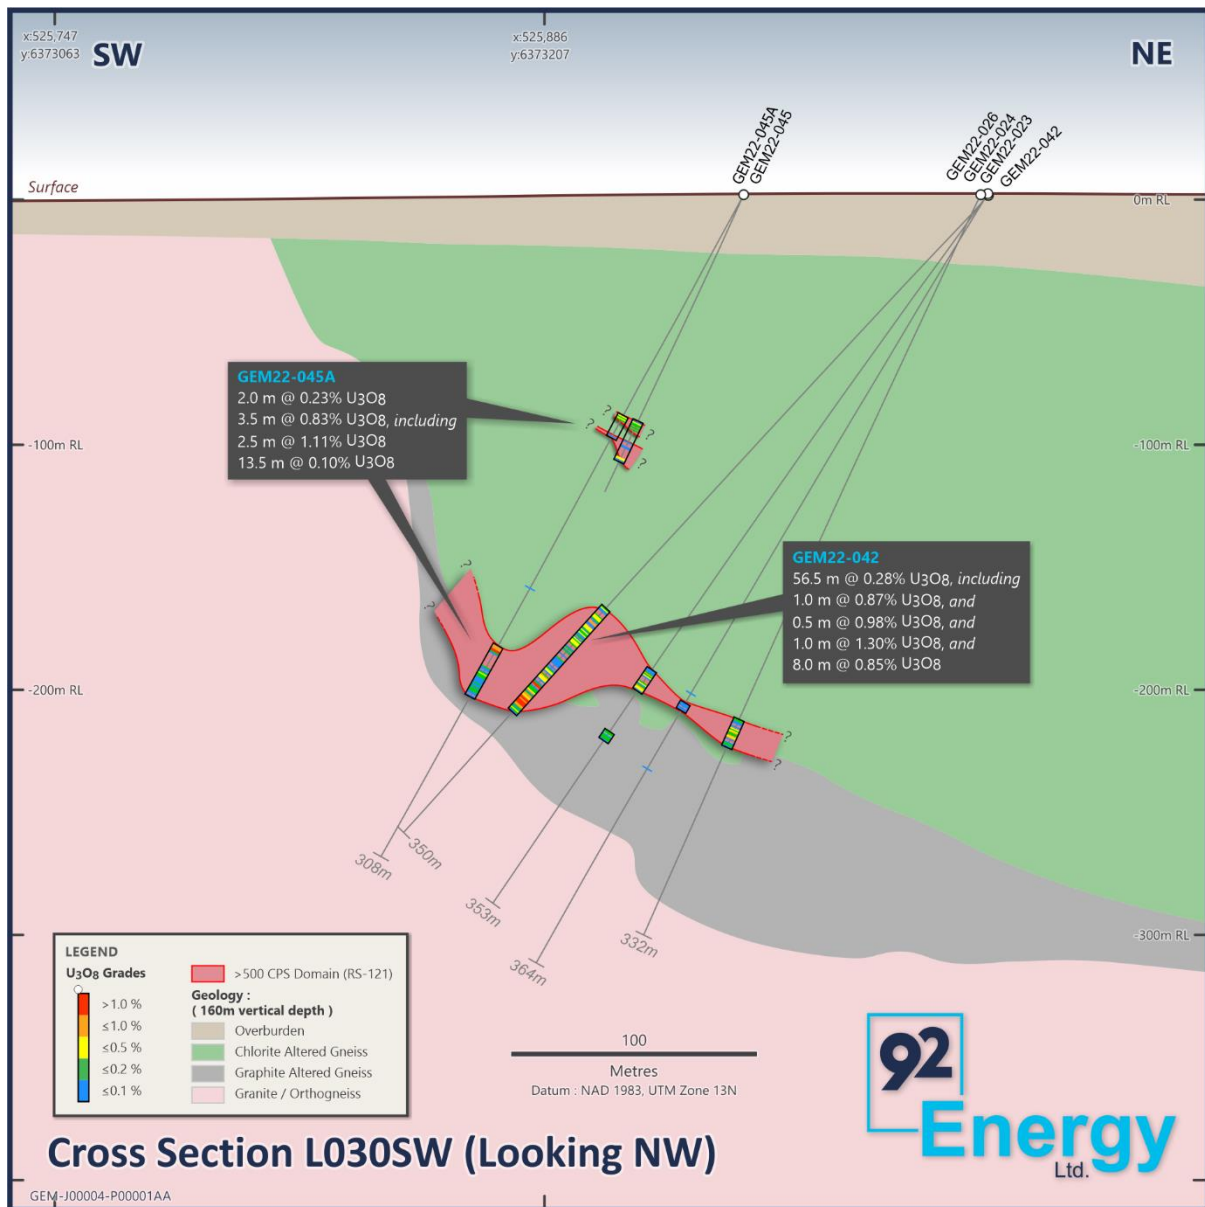 x:525,747
y:6373063
SW
x:525,886
y:6373207
NE
GEM22-045A
GEM22-045
GEM22-026
GEM22-024
GEM22-023
GEM22-042
Surface
0m RL
GEM22-045A
2.0 m @ 0.23% U3O8
3.5 m @ 0.83% U3O8, including
2.5 m @ 1.11% U3O8
13.5 m @ 0.10% U3O8
? ?
? ?
-100m RL
-100m RL
GEM22-042
56.5 m @ 0.28% U3O8, including
1.0 m @ 0.87% U3O8, and
0.5 m @ 0.98% U3O8, and
1.0 m @ 1.30% U3O8, and
8.0 m @ 0.85% U3O8
?
?
-200m RL
-200m RL
?
?
308m
350m
353m
364m
332m
-300m RL
LEGEND
U3O8 Grades
>1.0 %
≤1.0 %
≤0.5 %
≤0.2 %
≤0.1 %
>500 CPS Domain (RS-121)
Geology :
( 160m vertical depth )
Overburden
Chlorite Altered Gneiss
Graphite Altered Gneiss
Granite / Orthogneiss
100
Metres
Datum : NAD 1983, UTM Zone 13N
92
Energy
Ltd.
Cross Section L030SW (Looking NW)
GEM-J00004-P00001AA